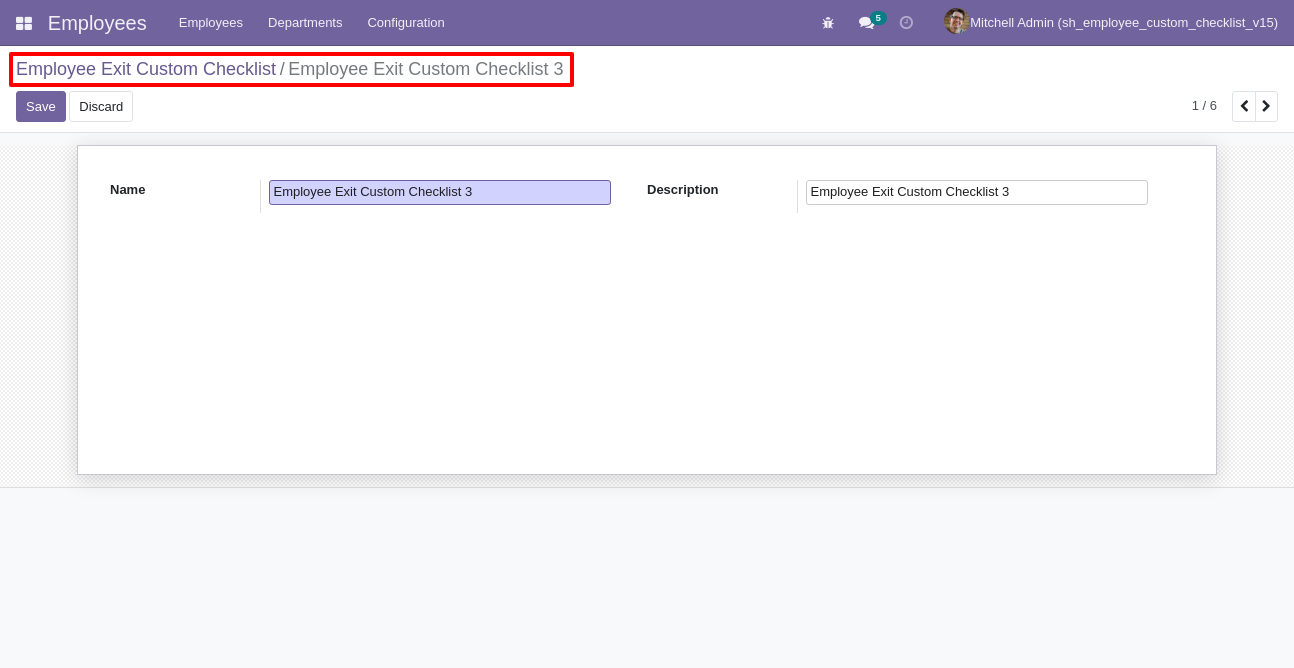 Employees Employees Departments Configuration 5 Mitchell Admin (sh_employee_custom_checklist_v15)
Employee Exit Custom Checklist / Employee Exit Custom Checklist 3
Save Discard 1 / 6
Name Employee Exit Custom Checklist 3 Description Employee Exit Custom Checklist 3